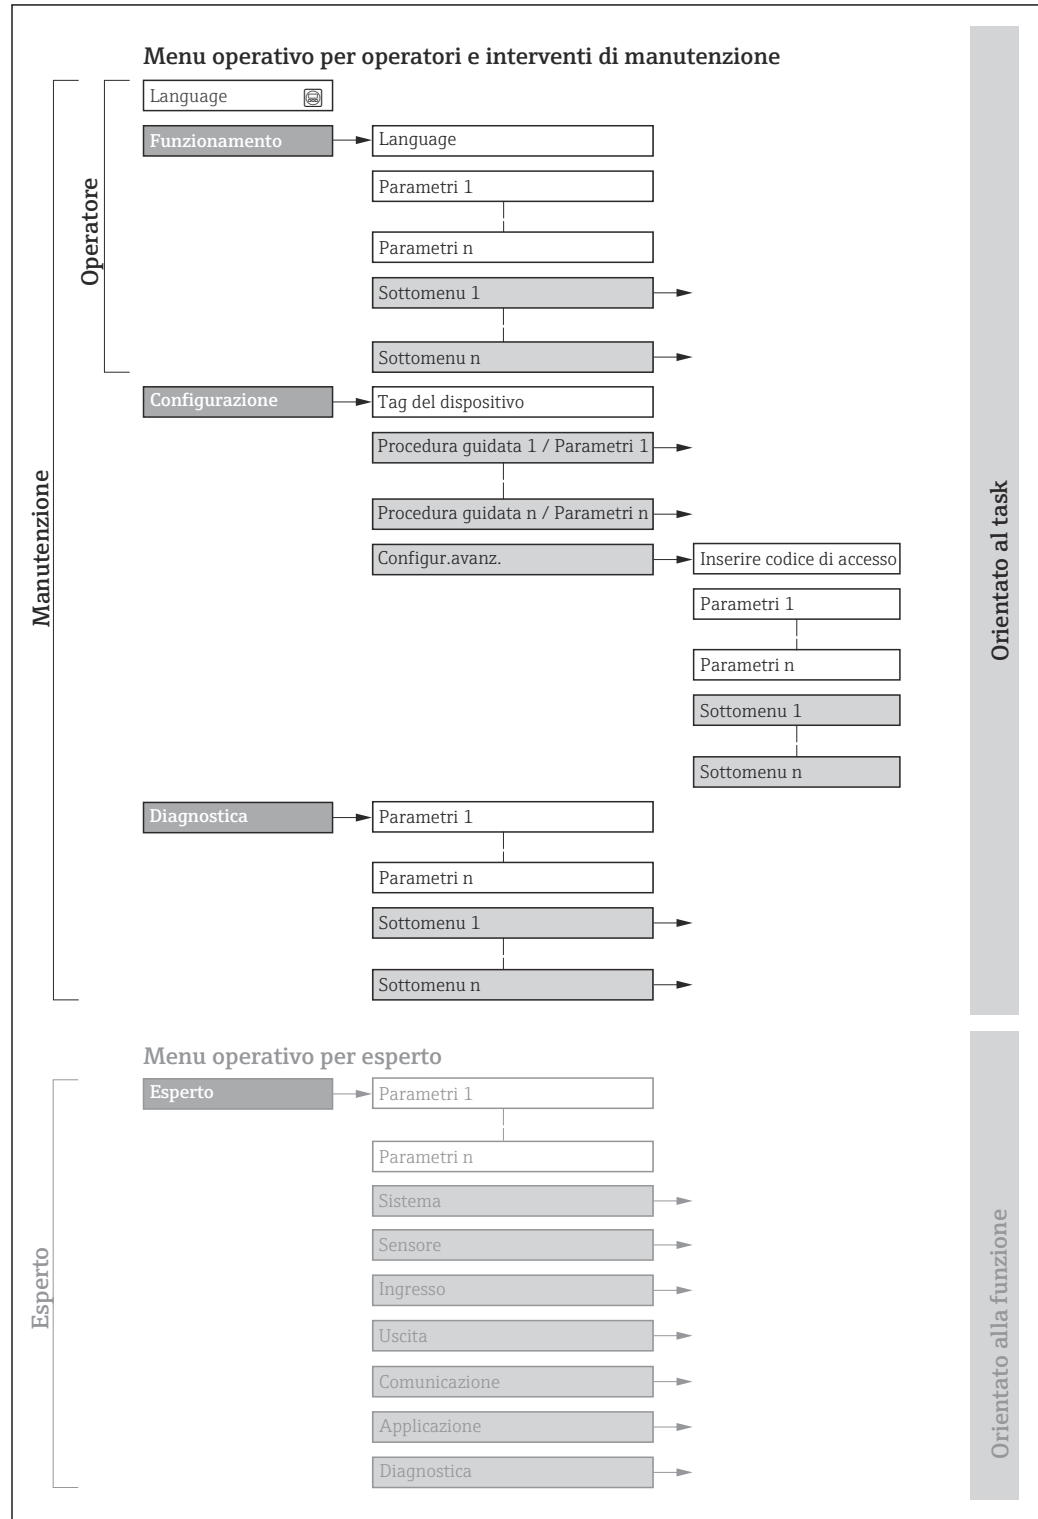 Menu operativo per operatori e interventi di manutenzione
Language
Funzionamento
Language
Parametri 1
Parametri n
Sottomenu 1
Sottomenu n
Operatore
Configurazione
Tag del dispositivo
Procedura guidata 1 / Parametri 1
Procedura guidata n / Parametri n
Configur.avanz.
Inserire codice di accesso
Parametri 1
Parametri n
Sottomenu 1
Sottomenu n
Diagnostica
Parametri 1
Parametri n
Sottomenu 1
Sottomenu n
Manutenzione
Orientato al task
Menu operativo per esperto
Esperto
Parametri 1
Parametri n
Sistema
Sensore
Ingresso
Uscita
Comunicazione
Applicazione
Diagnostica
Esperto
Orientato alla funzione